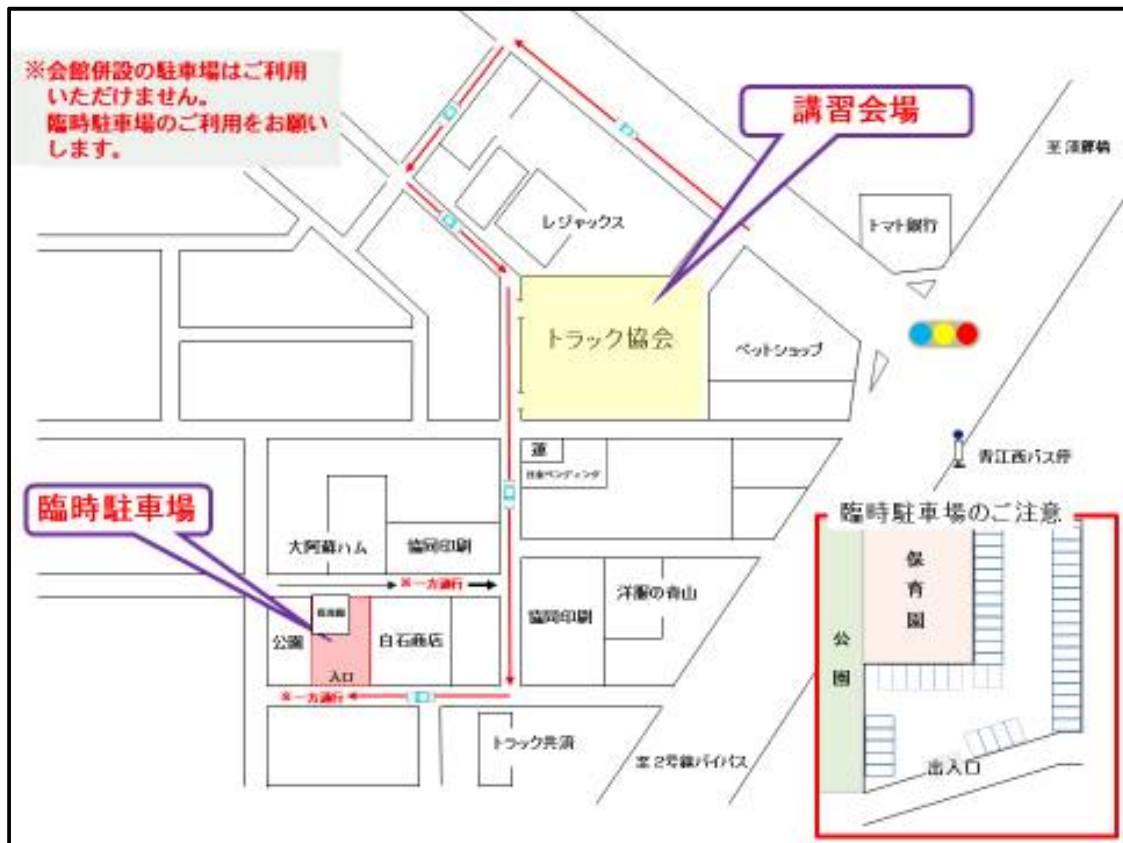 ※会館併設の駐車場はご利用
いただけません。
臨時駐車場のご利用をお願い
します。
講習会場
至 須輝橋
トマト銀行
レジャックス
トラック協会
ペットショップ
蓮
青江西バス停
臨時駐車場
大阿蘇ハム
協同印刷
※一方通行
保育園
公園
入口
白石商店
協同印刷
洋服の青山
※一方通行
トラック共済
至 2号線バイパス
臨時駐車場のご注意
保育園
公園
出入口